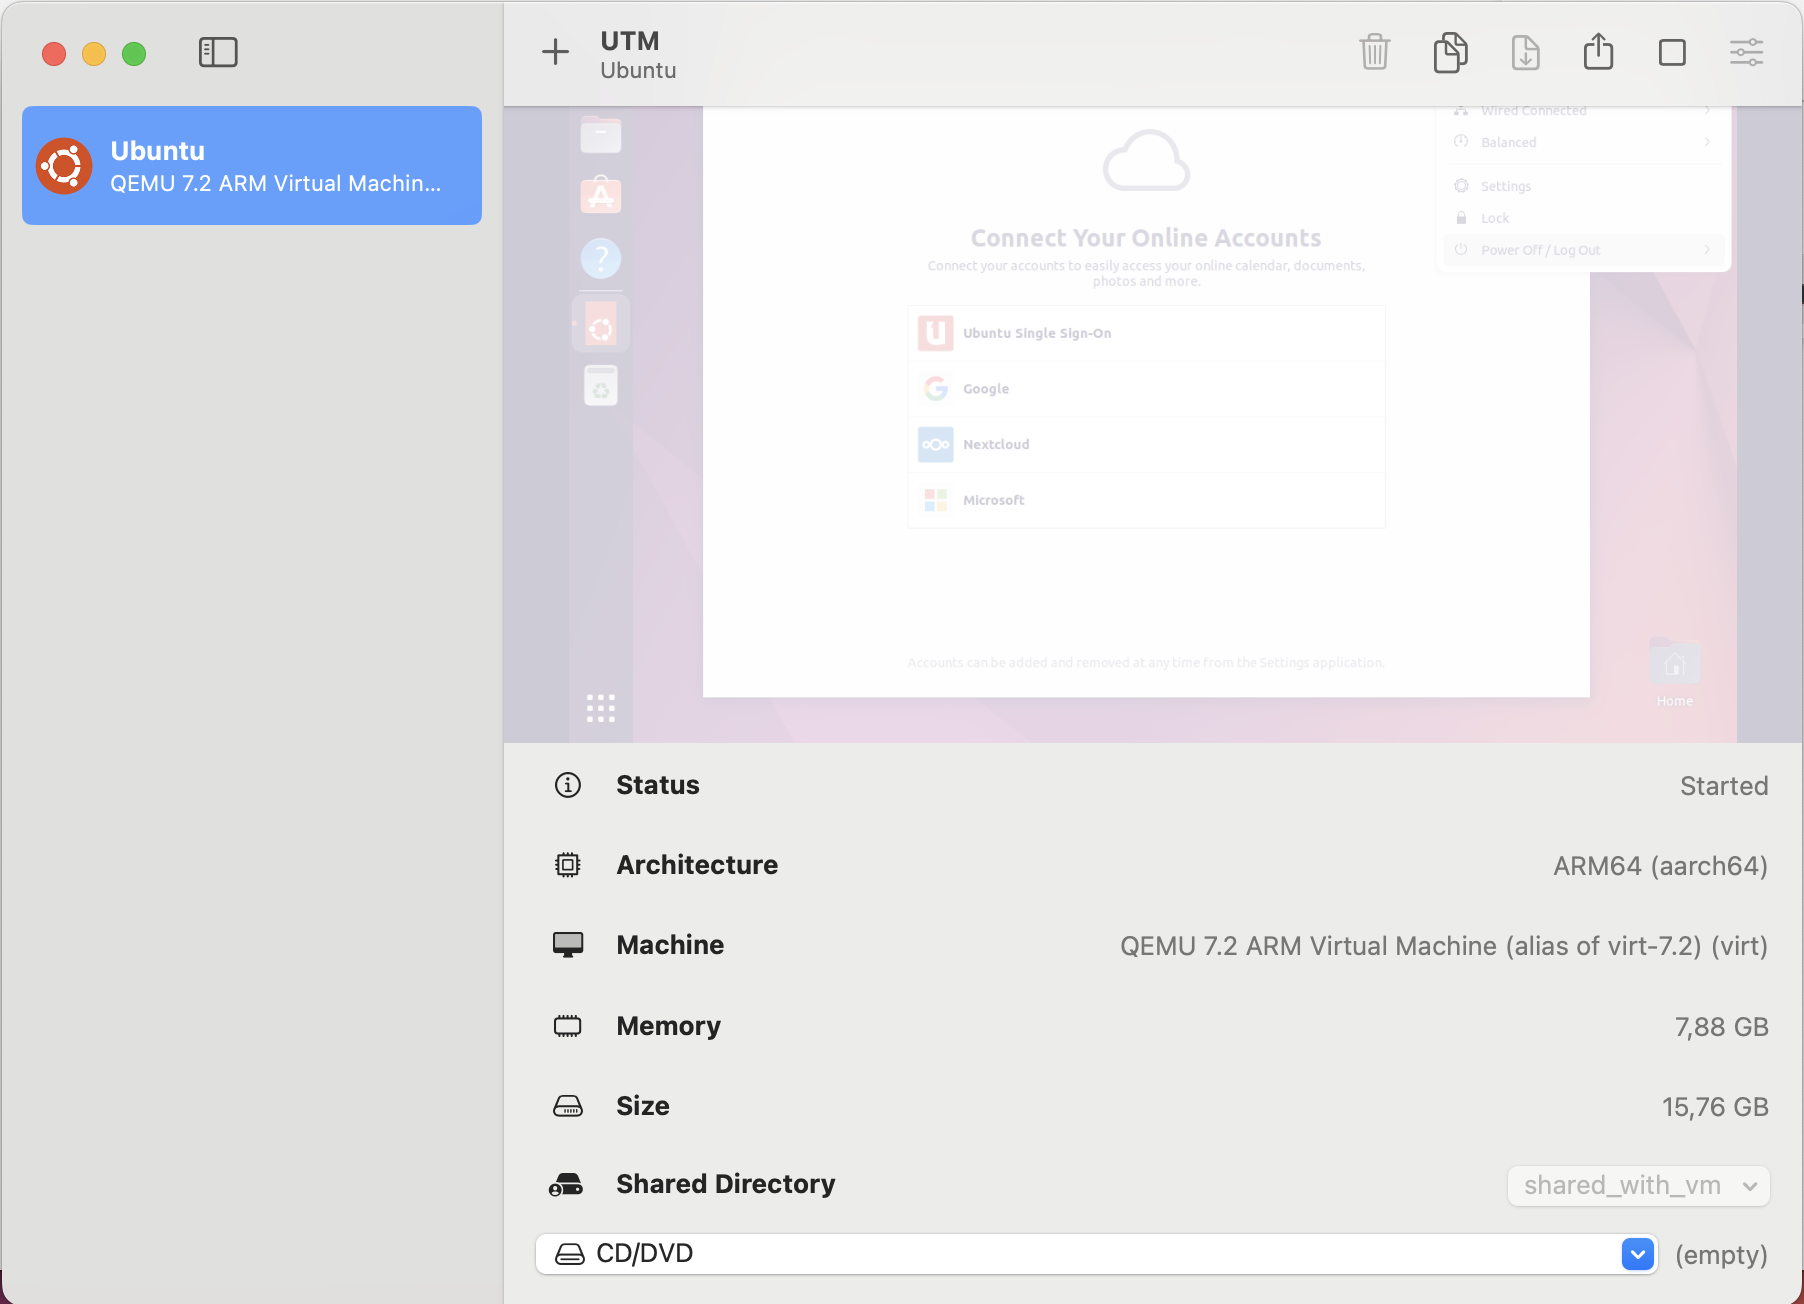 UTM
Ubuntu
Ubuntu
QEMU 7.2 ARM Virtual Machin...
Wired Connected
Balanced
Settings
Lock
Power Off / Log Out
Connect Your Online Accounts
Connect your accounts to easily access your online calendar, documents,
photos and more.
Ubuntu Single Sign-On
Google
Nextcloud
Microsoft
Accounts can be added and removed at any time from the Settings application.
Home
Status
Started
Architecture
ARM64 (aarch64)
Machine
QEMU 7.2 ARM Virtual Machine (alias of virt-7.2) (virt)
Memory
7,88 GB
Size
15,76 GB
Shared Directory
shared_with_vm
CD/DVD
(empty)